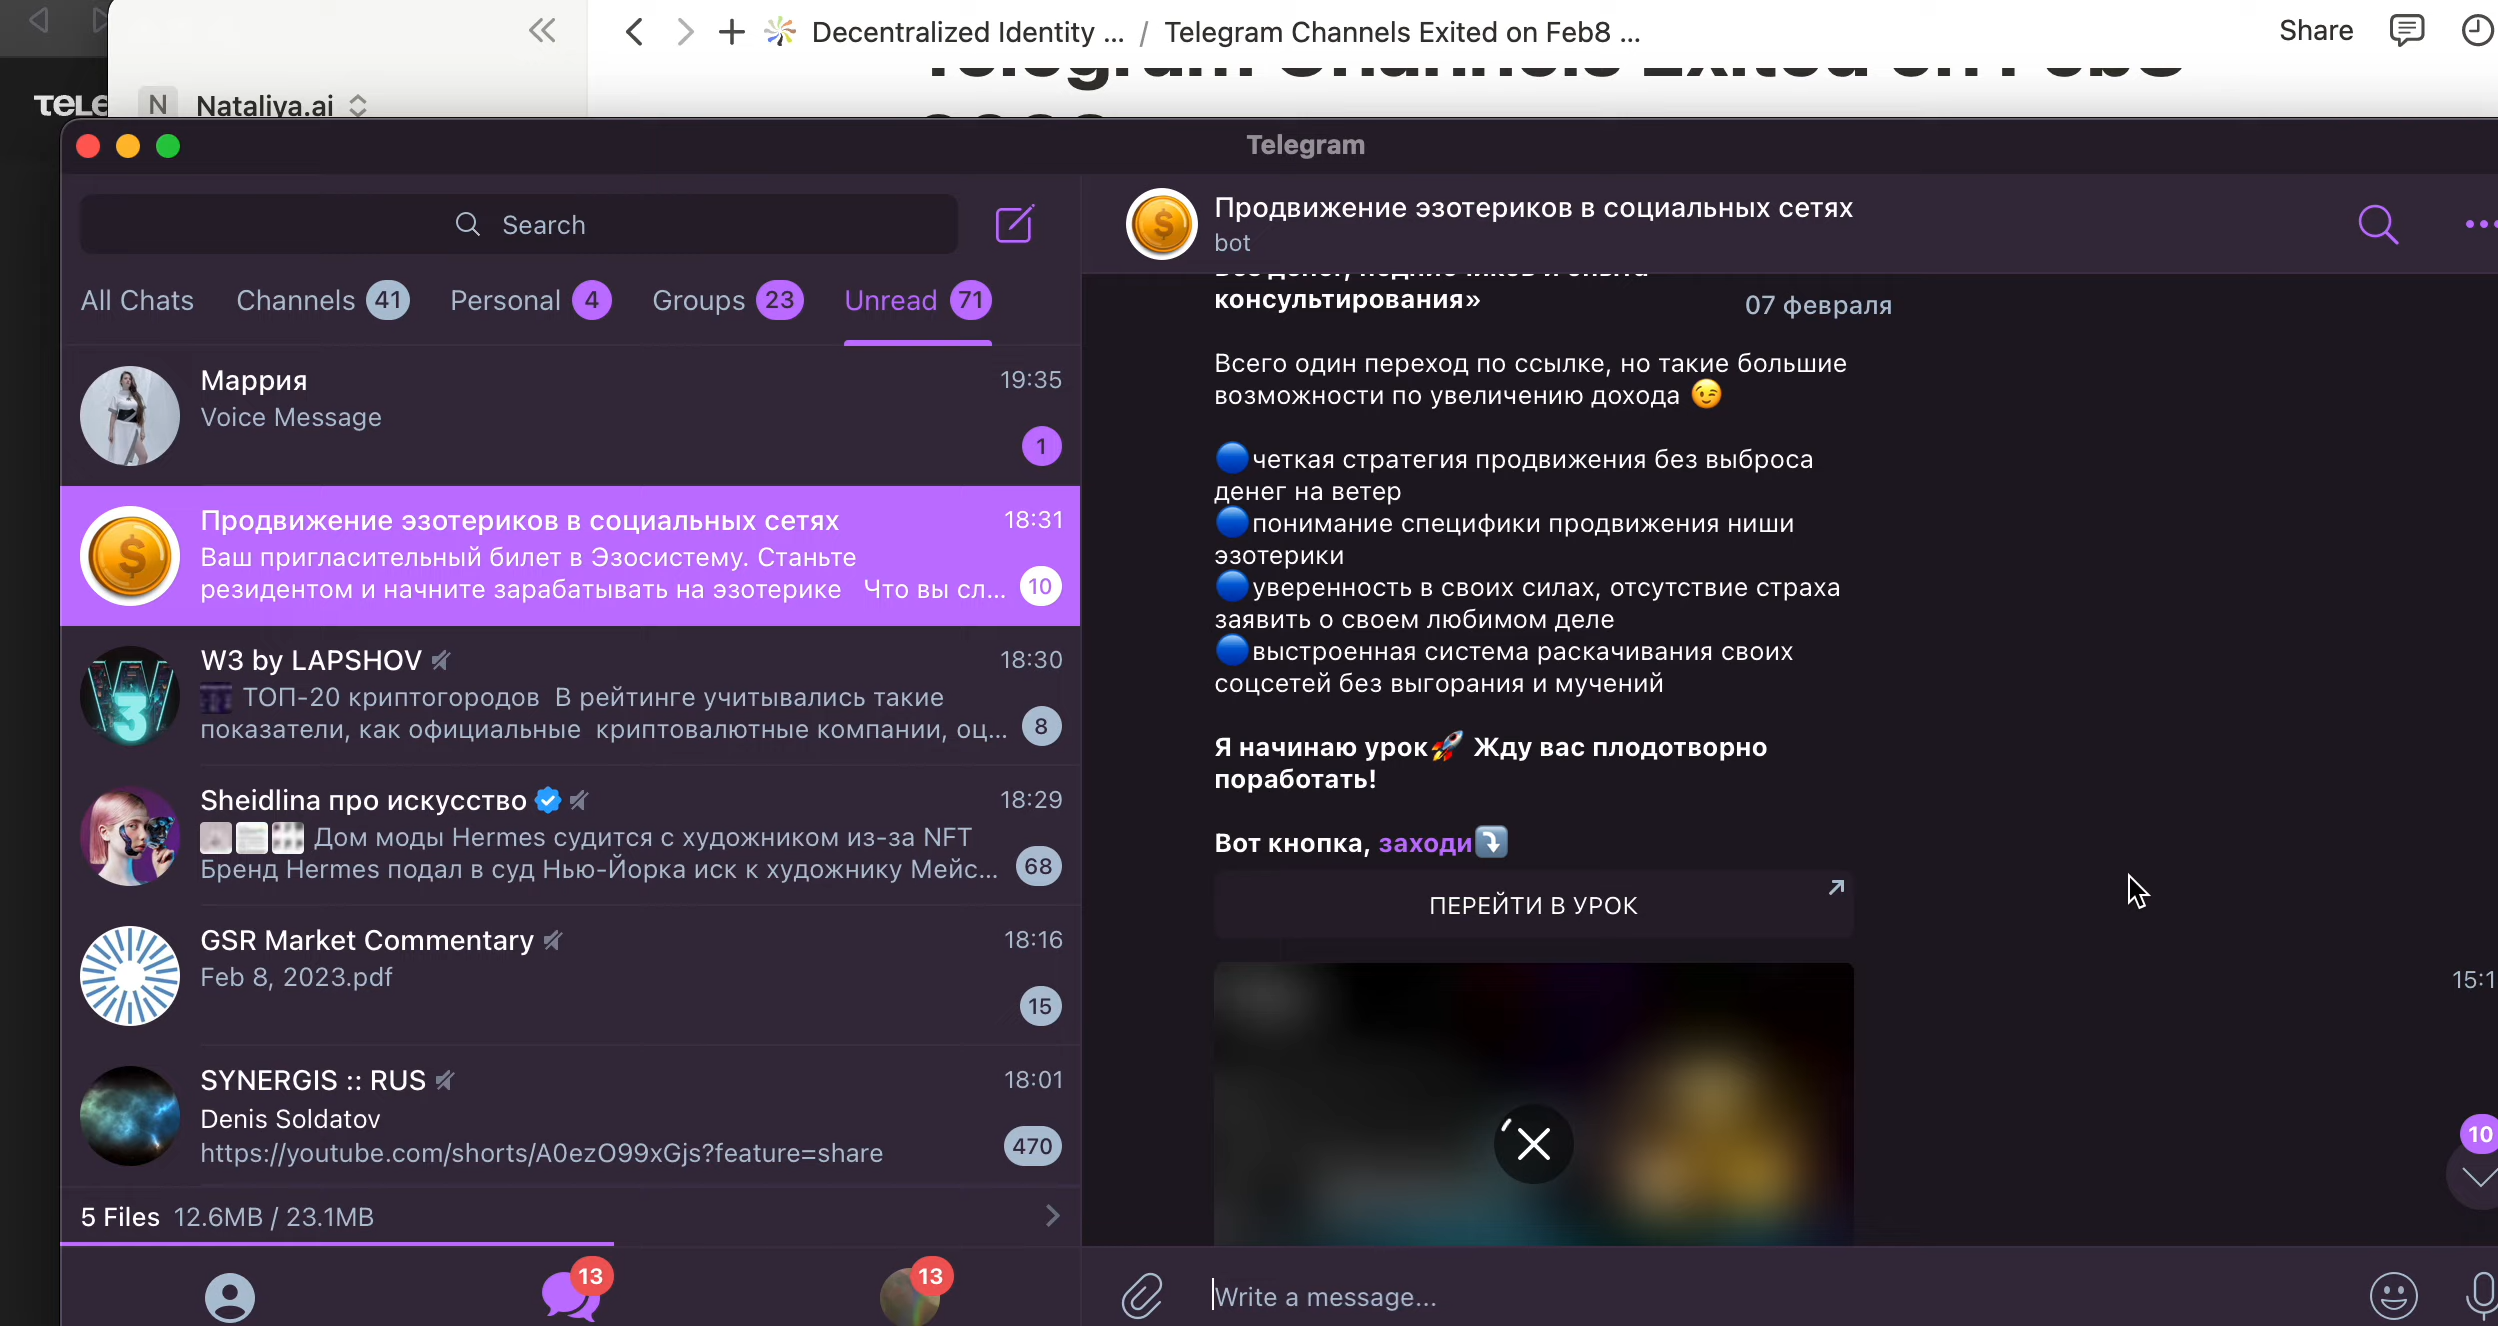 Decentralized Identity ... / Telegram Channels Exited on Feb8 ...
Share
Telegram Channels Exited on Feb8
TELE
N Nataliya.ai
Telegram
Search
All Chats Channels 41 Personal 4 Groups 23 Unread 71
Маррия 19:35
Voice Message
1
Продвижение эзотериков в социальных сетях 18:31
Ваш пригласительный билет в Эзосистему. Станьте
резидентом и начните зарабатывать на эзотерике Что вы сл... 10
W3 by LAPSHOV 18:30
ТОП-20 криптогородов В рейтинге учитывались такие
показатели, как официальные криптовалютные компании, оц... 8
Sheidlina про искусство 18:29
Дом моды Hermes судится с художником из-за NFT
Бренд Hermes подал в суд Нью-Йорка иск к художнику Мейс... 68
GSR Market Commentary 18:16
Feb 8, 2023.pdf
15
SYNERGIS :: RUS 18:01
Denis Soldatov
https://youtube.com/shorts/A0ezO99xGjs?feature=share 470
5 Files 12.6MB / 23.1MB
13 13
Продвижение эзотериков в социальных сетях
bot
консультирования»
07 февраля
Всего один переход по ссылке, но такие большие
возможности по увеличению дохода 😉
🔵четкая стратегия продвижения без выброса
денег на ветер
🔵понимание специфики продвижения ниши
эзотерики
🔵уверенность в своих силах, отсутствие страха
заявить о своем любимом деле
🔵выстроенная система раскачивания своих
соцсетей без выгорания и мучений
Я начинаю урок🚀 Жду вас плодотворно
поработать!
Вот кнопка, заходи⤵️
ПЕРЕЙТИ В УРОК
15:1
10
Write a message...